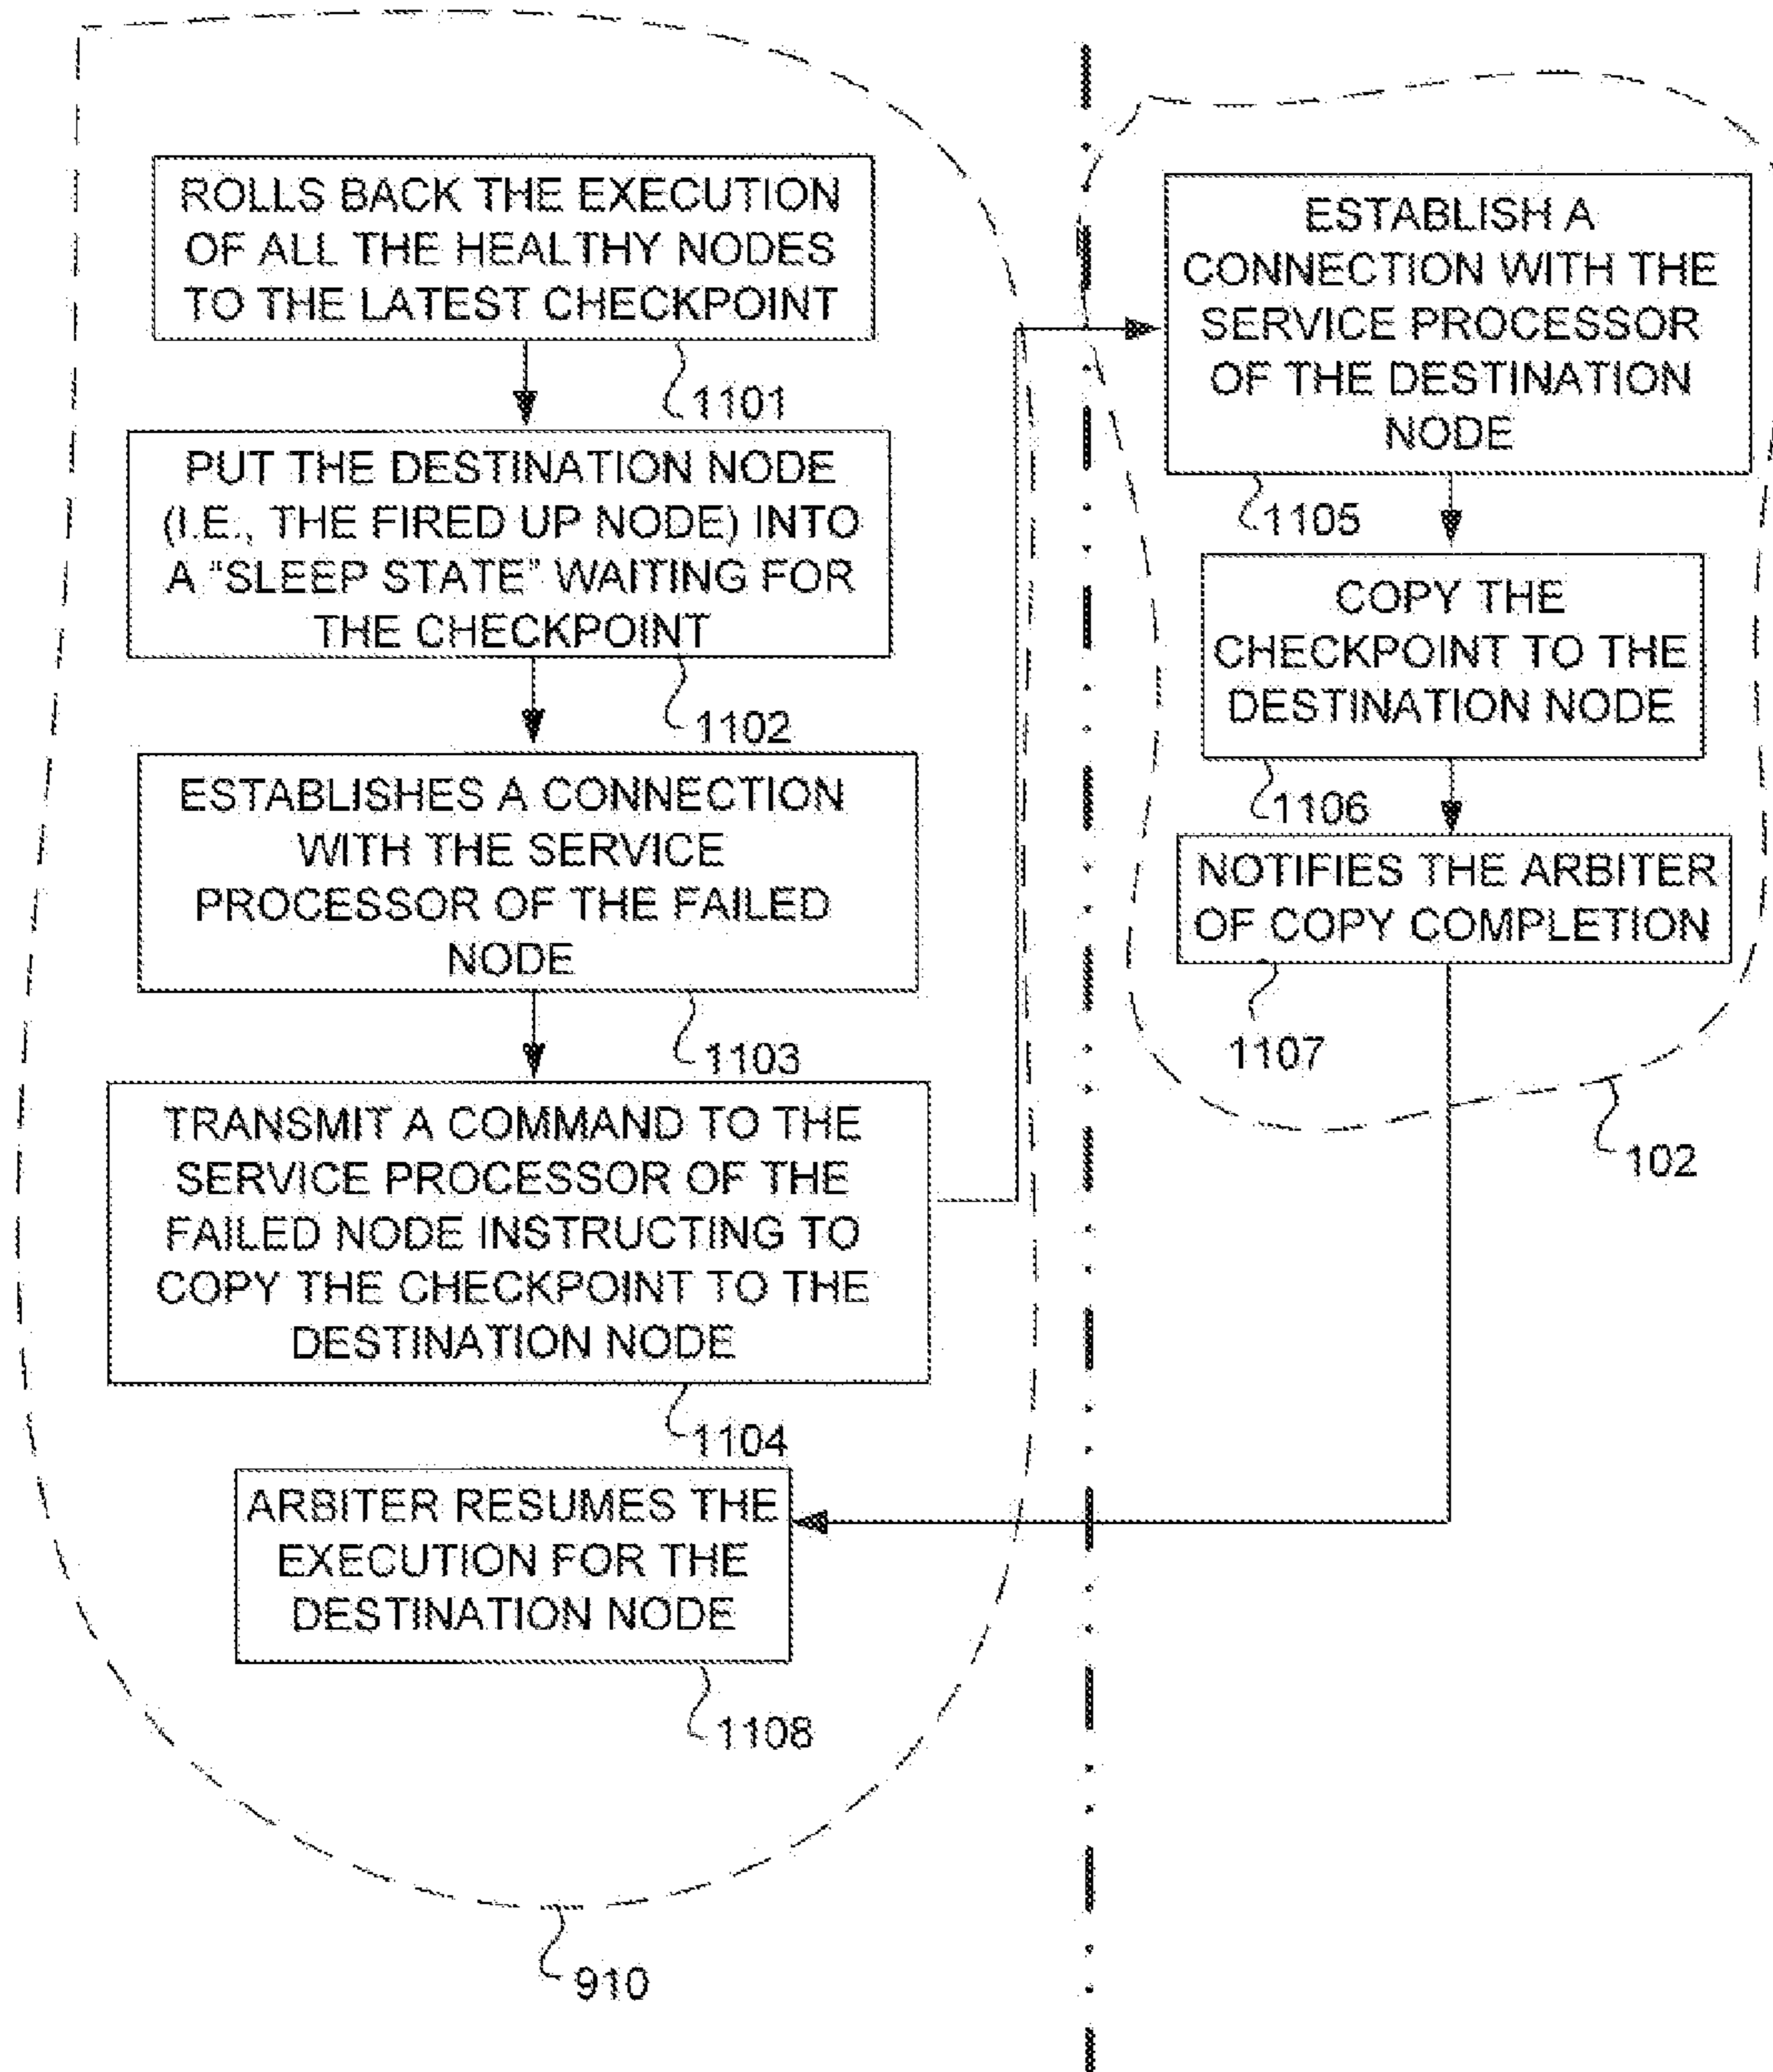 ROLLS BACK THE EXECUTION
OF ALL THE HEALTHY NODES
TO THE LATEST CHECKPOINT
1101
PUT THE DESTINATION NODE
(I.E., THE FIRED UP NODE) INTO
A “SLEEP STATE” WAITING FOR
THE CHECKPOINT
1102
ESTABLISHES A CONNECTION
WITH THE SERVICE
PROCESSOR OF THE FAILED
NODE
1103
TRANSMIT A COMMAND TO THE
SERVICE PROCESSOR OF THE
FAILED NODE INSTRUCTING TO
COPY THE CHECKPOINT TO THE
DESTINATION NODE
1104
ESTABLISH A
CONNECTION WITH THE
SERVICE PROCESSOR
OF THE DESTINATION
NODE
1105
COPY THE
CHECKPOINT TO THE
DESTINATION NODE
1106
NOTIFIES THE ARBITER
OF COPY COMPLETION
1107
102
ARBITER RESUMES THE
EXECUTION FOR THE
DESTINATION NODE
1108
910